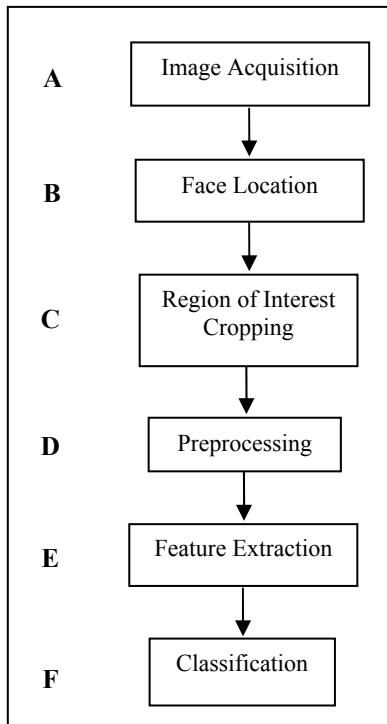 A
Image Acquisition
B
Face Location
C
Region of Interest
Cropping
D
Preprocessing
E
Feature Extraction
F
Classification